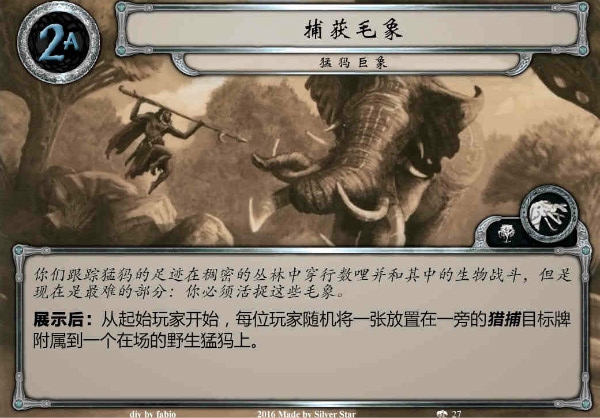 2A
捕获毛象
猛犸巨象
你们跟踪猛犸的足迹在稠密的丛林中穿行数哩并和其中的生物战斗，但是
现在是最难的部分：你必须活捉这些毛象。
展示后：从起始玩家开始，每位玩家随机将一张放置在一旁的猎捕目标牌
附属到一个在场的野生猛犸上。
diy by fabio 2016 Made by Silver Star 27